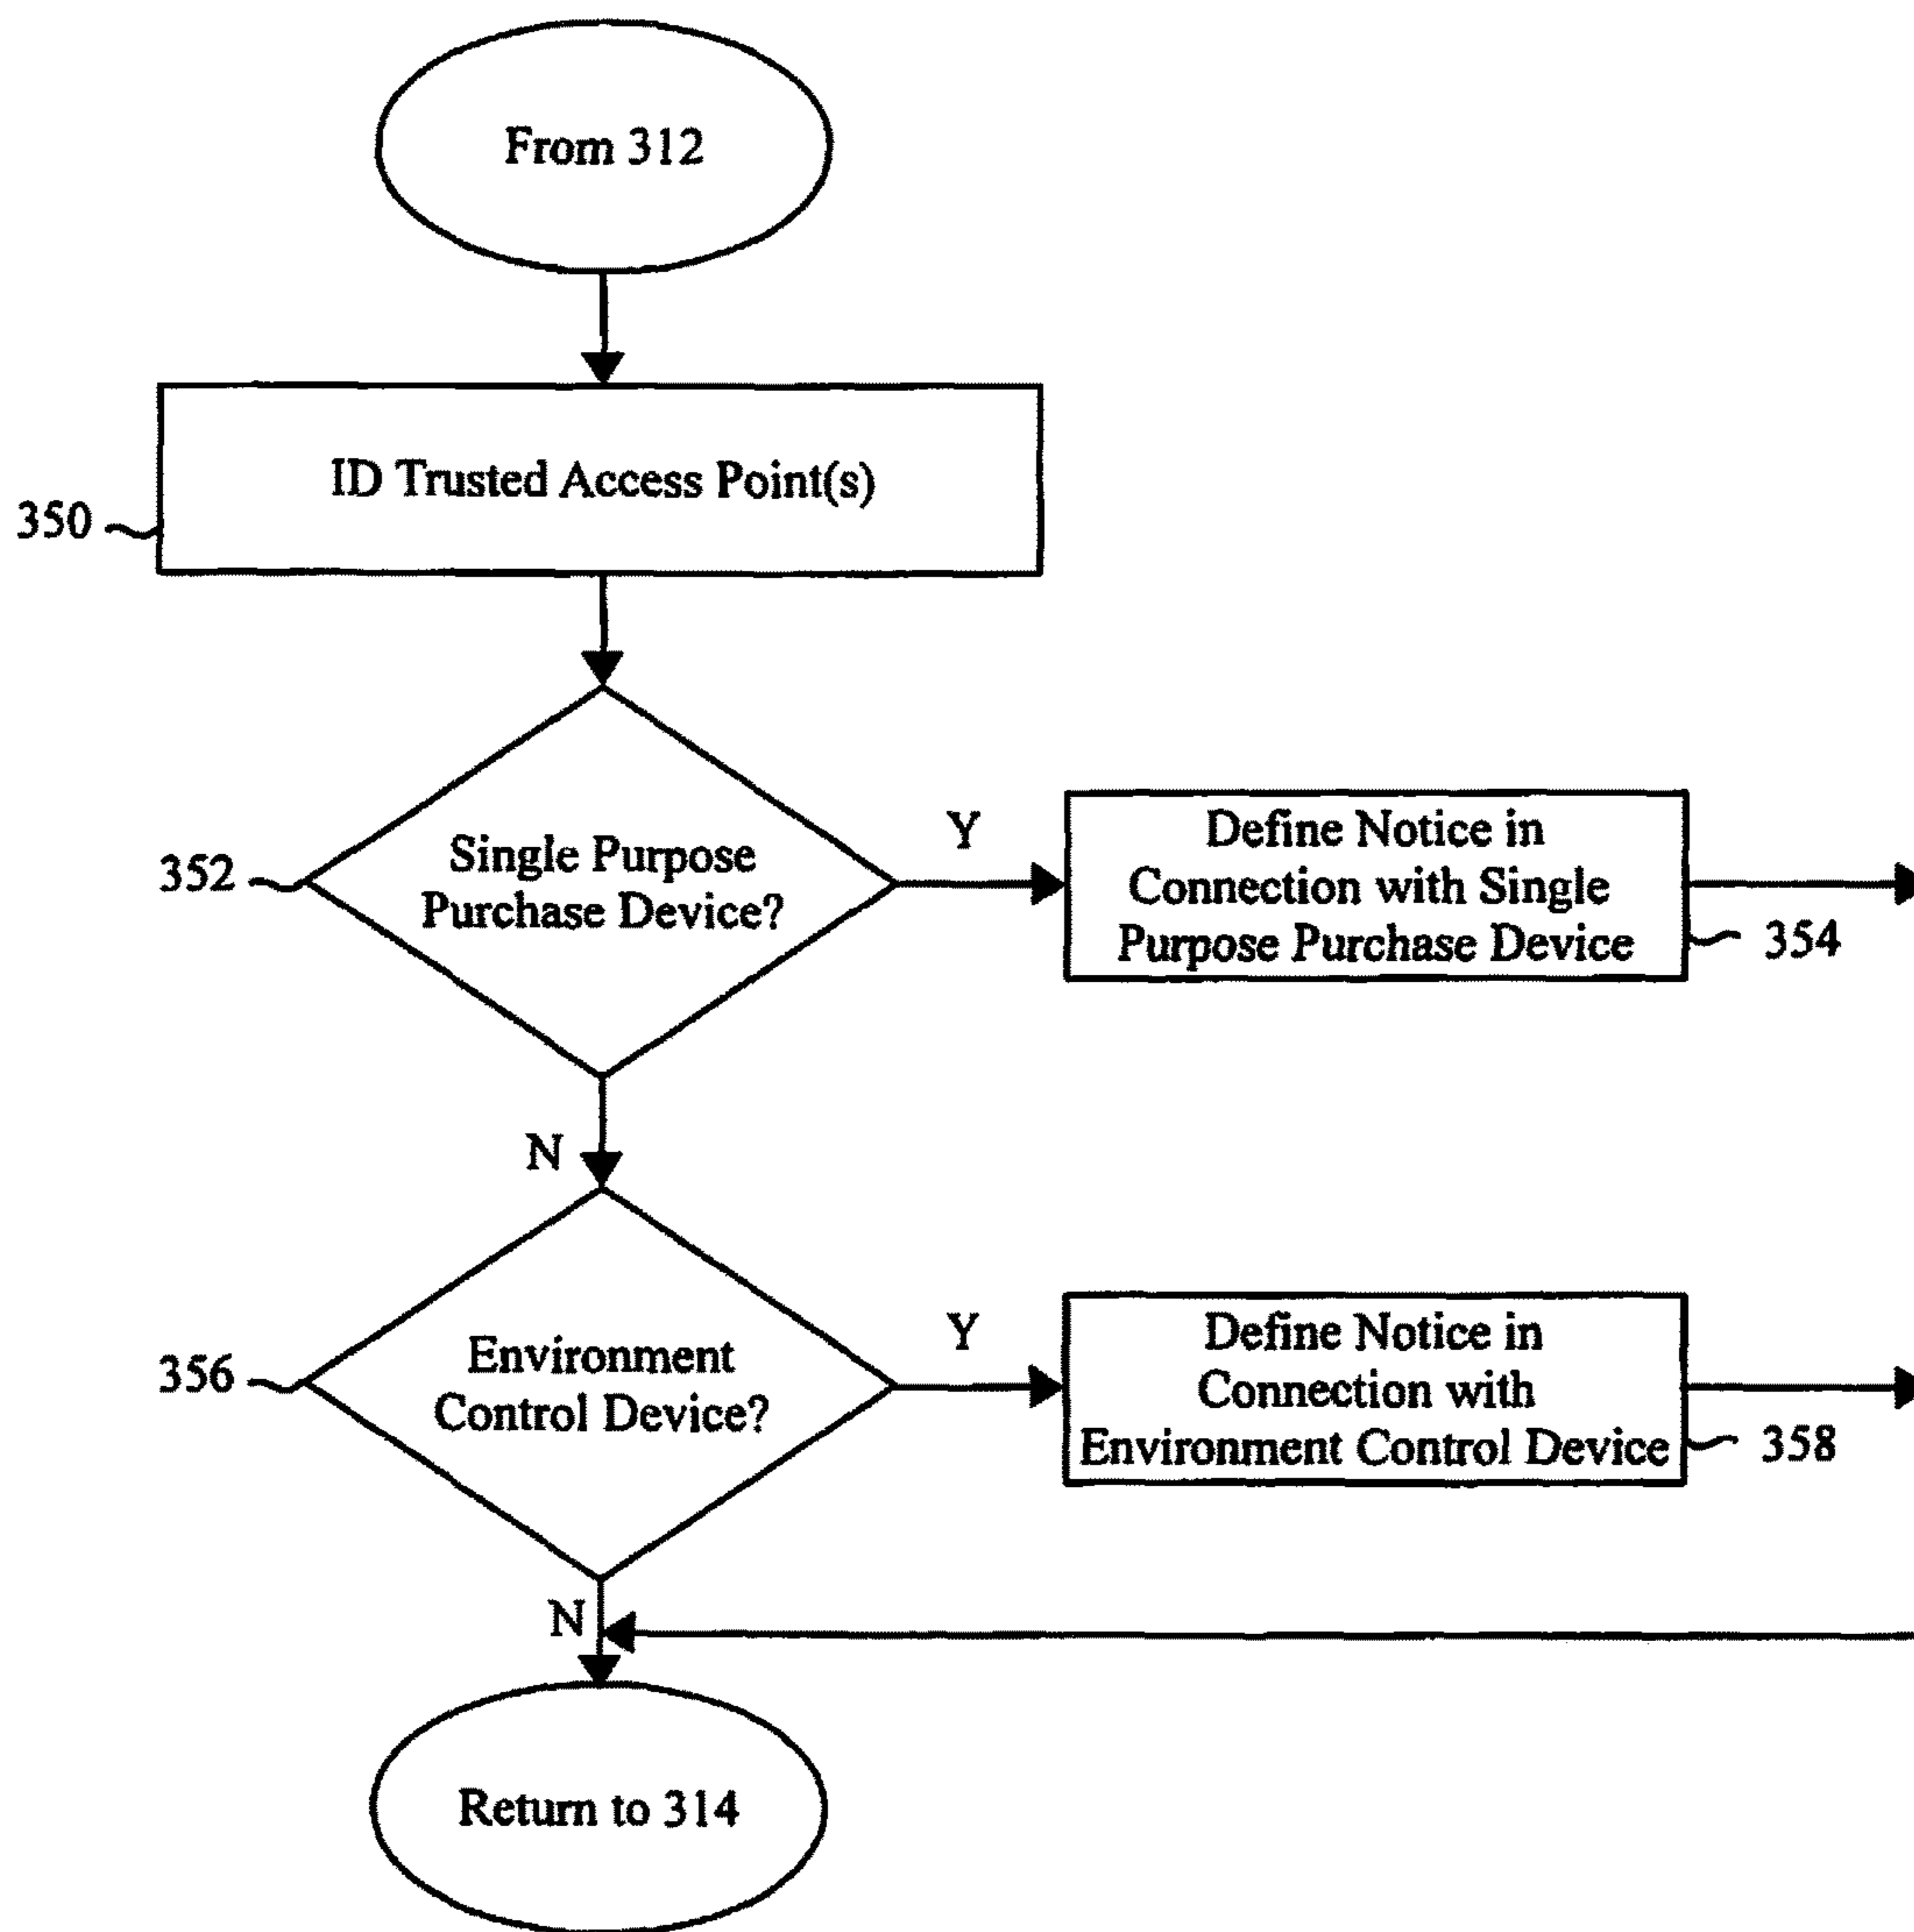 From 312
ID Trusted Access Point(s)
350
Single Purpose
Purchase Device?
352
Y
Define Notice in
Connection with Single
Purpose Purchase Device
354
N
Environment
Control Device?
356
Y
Define Notice in
Connection with
Environment Control Device
358
N
Return to 314